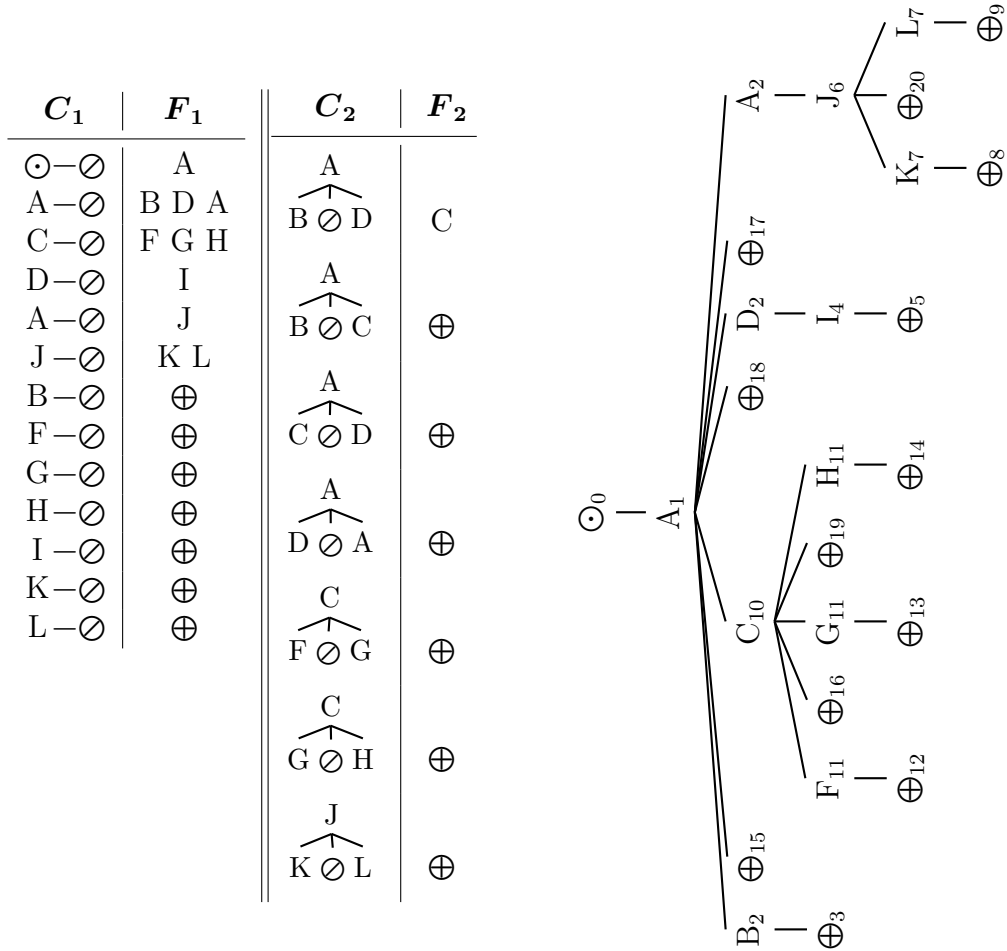 C₁ F₁
⊙−⊘ A
A−⊘ B D A
C−⊘ F G H
D−⊘ I
A−⊘ J
J−⊘ K L
B−⊘ ⊕
F−⊘ ⊕
G−⊘ ⊕
H−⊘ ⊕
I−⊘ ⊕
K−⊘ ⊕
L−⊘ ⊕
C₂ F₂
A
B ⊘ D C
A
B ⊘ C ⊕
A
C ⊘ D ⊕
A
D ⊘ A ⊕
C
F ⊘ G ⊕
C
G ⊘ H ⊕
J
K ⊘ L ⊕
⊙₀
A₁
B₂
⊕₃
⊕₁₅
C₁₀
F₁₁
⊕₁₂
⊕₁₆
G₁₁
⊕₁₃
⊕₁₉
H₁₁
⊕₁₄
⊕₁₈
D₂
I₄
⊕₅
⊕₁₇
A₂
J₆
K₇
⊕₈
⊕₂₀
L₇
⊕₉